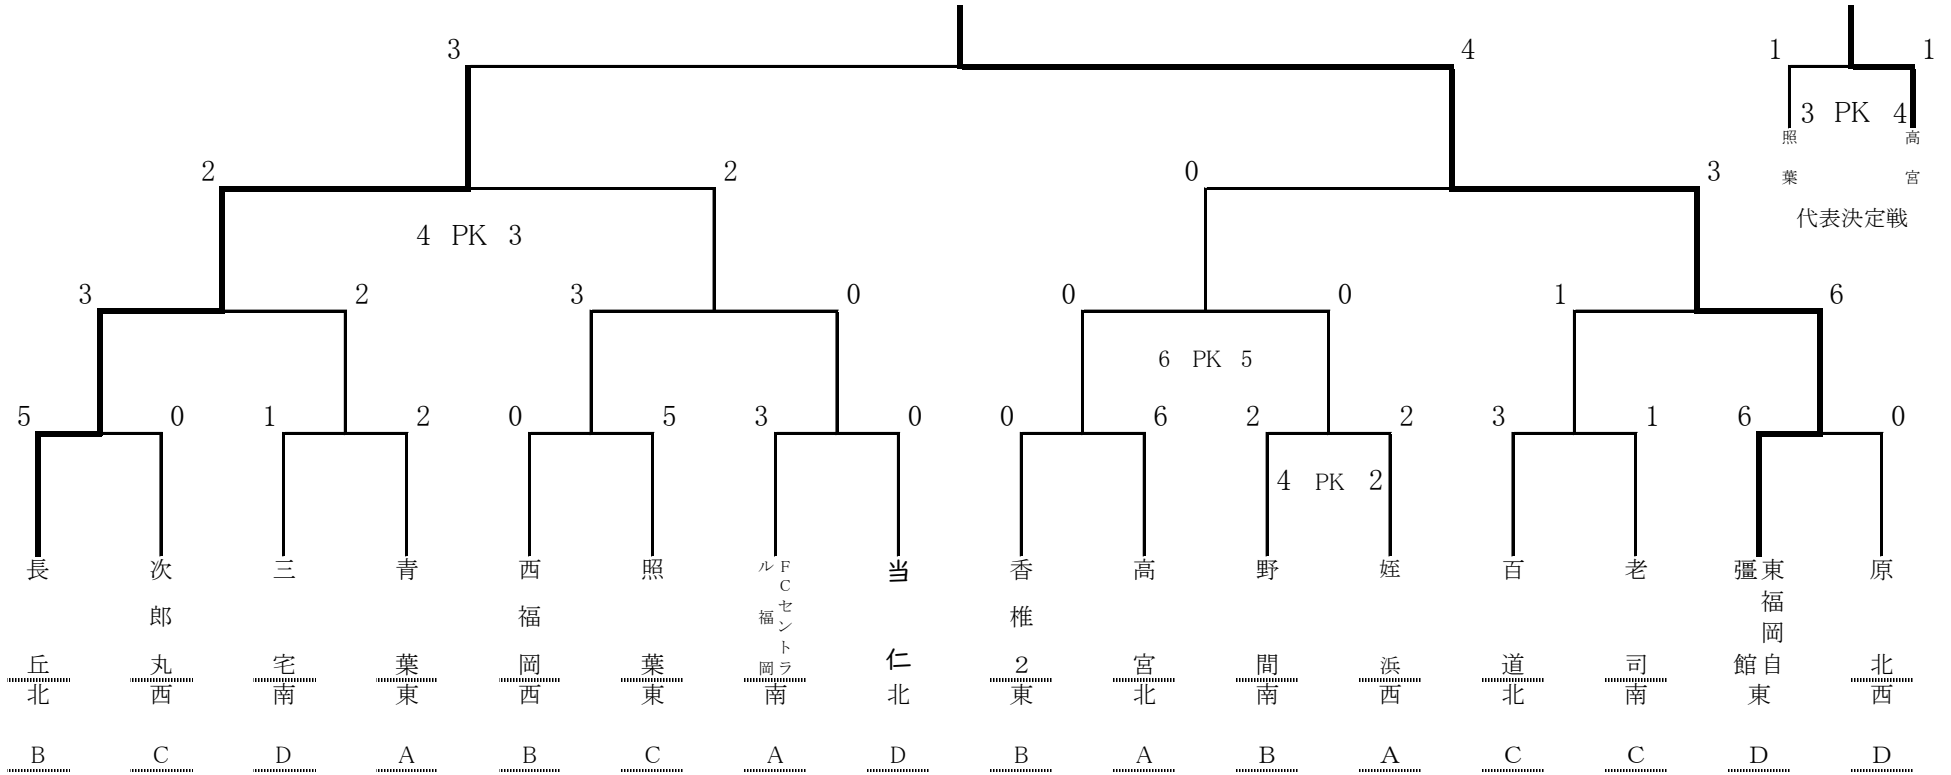 3 4 1 1
3 PK 4
照葉 高宮
2 2 0 3
代表決定戦
4 PK 3
3 2 3 0 0 0 1 6
6 PK 5
5 0 1 2 0 5 3 0 0 6 2 2 3 1 6 0
4 PK 2
長丘 次郎丸 三宅 青葉 西福岡 照葉 FCセントラル福岡 当仁 香椎2 高宮 野間 姪浜 百道 老司 東福岡自彊館 原北
北 西 南 東 西 東 南 北 東 北 南 西 北 南 東 西
B C D A B C A D B A B A C C D D